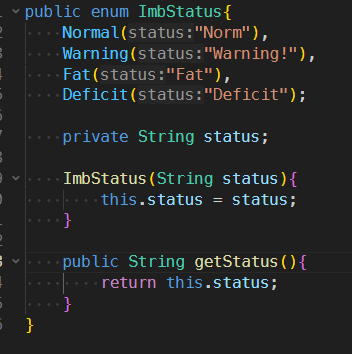 public enum ImbStatus{
Normal(status:"Norm"),
Warning(status:"Warning!"),
Fat(status:"Fat"),
Deficit(status:"Deficit");
private String status;
ImbStatus(String status){
this.status = status;
}
public String getStatus(){
return this.status;
}
}